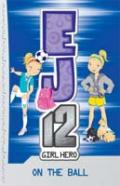 EJ
12
GIRL HERO
ON THE BALL